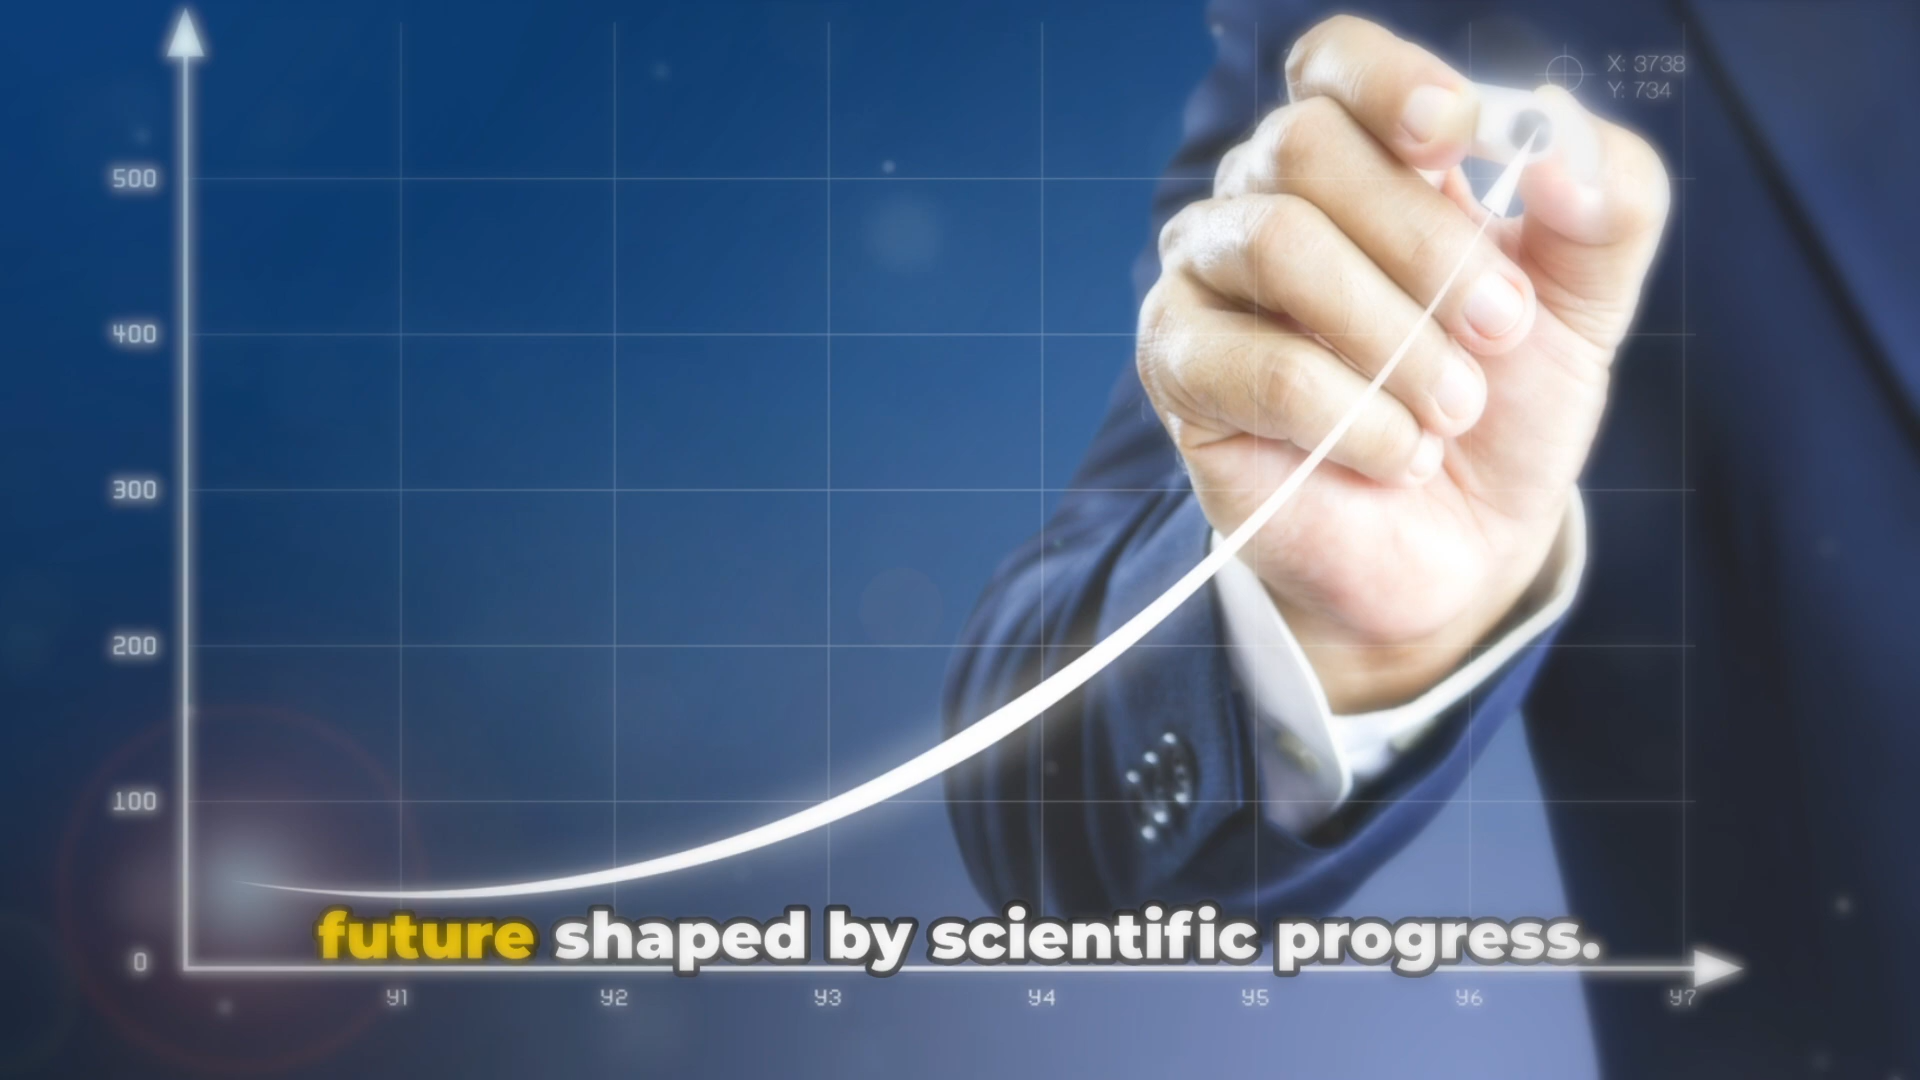 X: 3738
Y: 734
500
400
300
200
100
0
future shaped by scientific progress.
y1 y2 y3 y4 y5 y6 y7